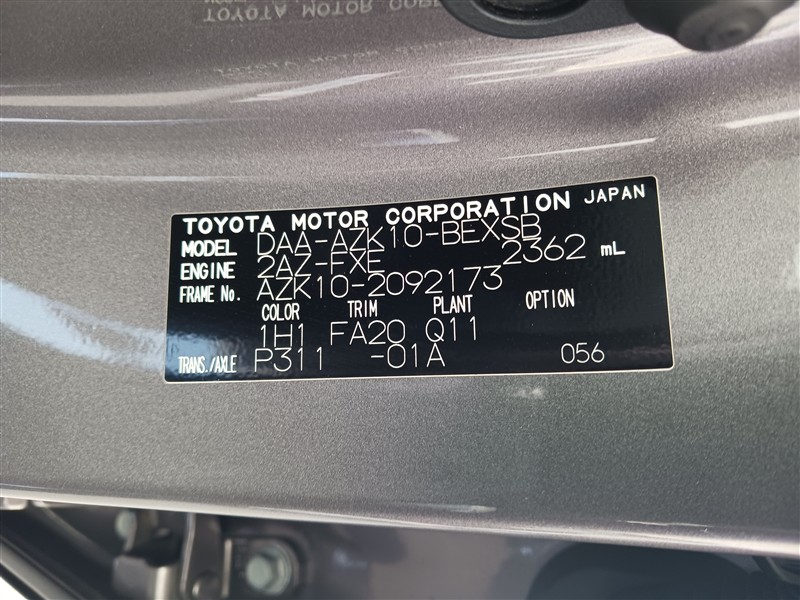 TOYOTA MOTOR CORPORATION JAPAN
MODEL DAA-AZK10-BEXSB
ENGINE 2AZ-FXE 2362 mL
FRAME No. AZK10-2092173
COLOR TRIM PLANT OPTION
1H1 FA20 Q11
TRANS./AXLE P311 -01A 056